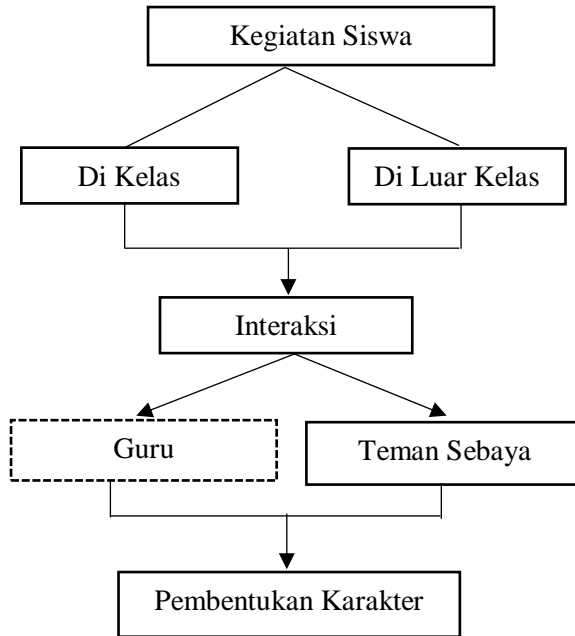 Kegiatan Siswa
Di Kelas
Di Luar Kelas
Interaksi
Guru
Teman Sebaya
Pembentukan Karakter